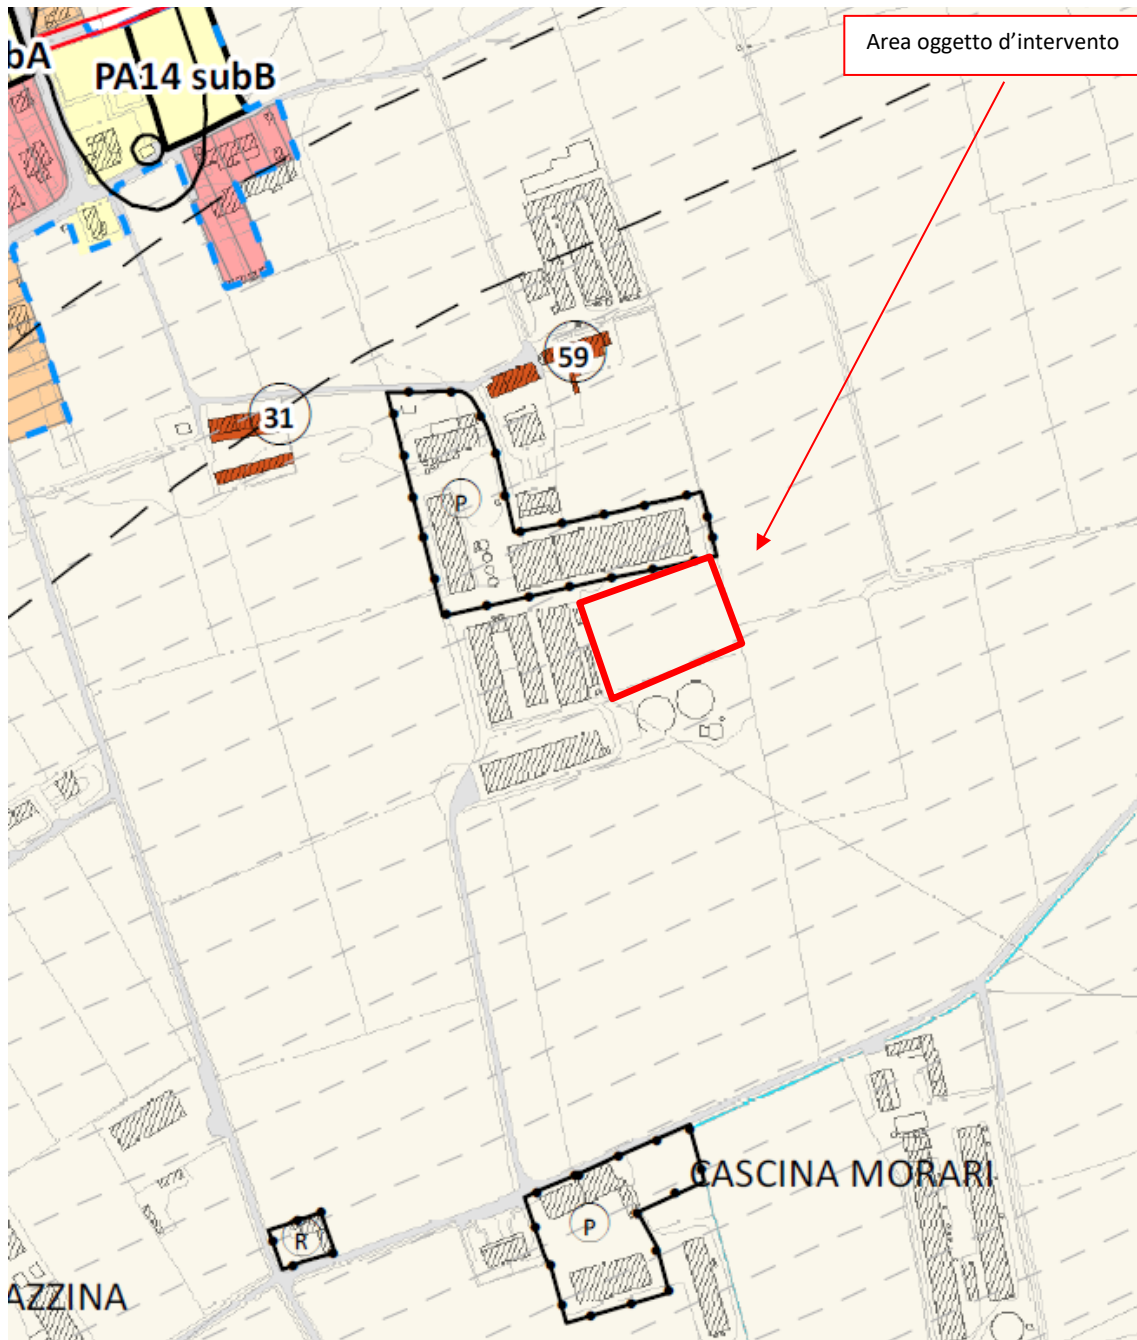 Area oggetto d'intervento
bA
PA14 subB
59
31
P
CASCINA MORARI
P
R
AZZINA